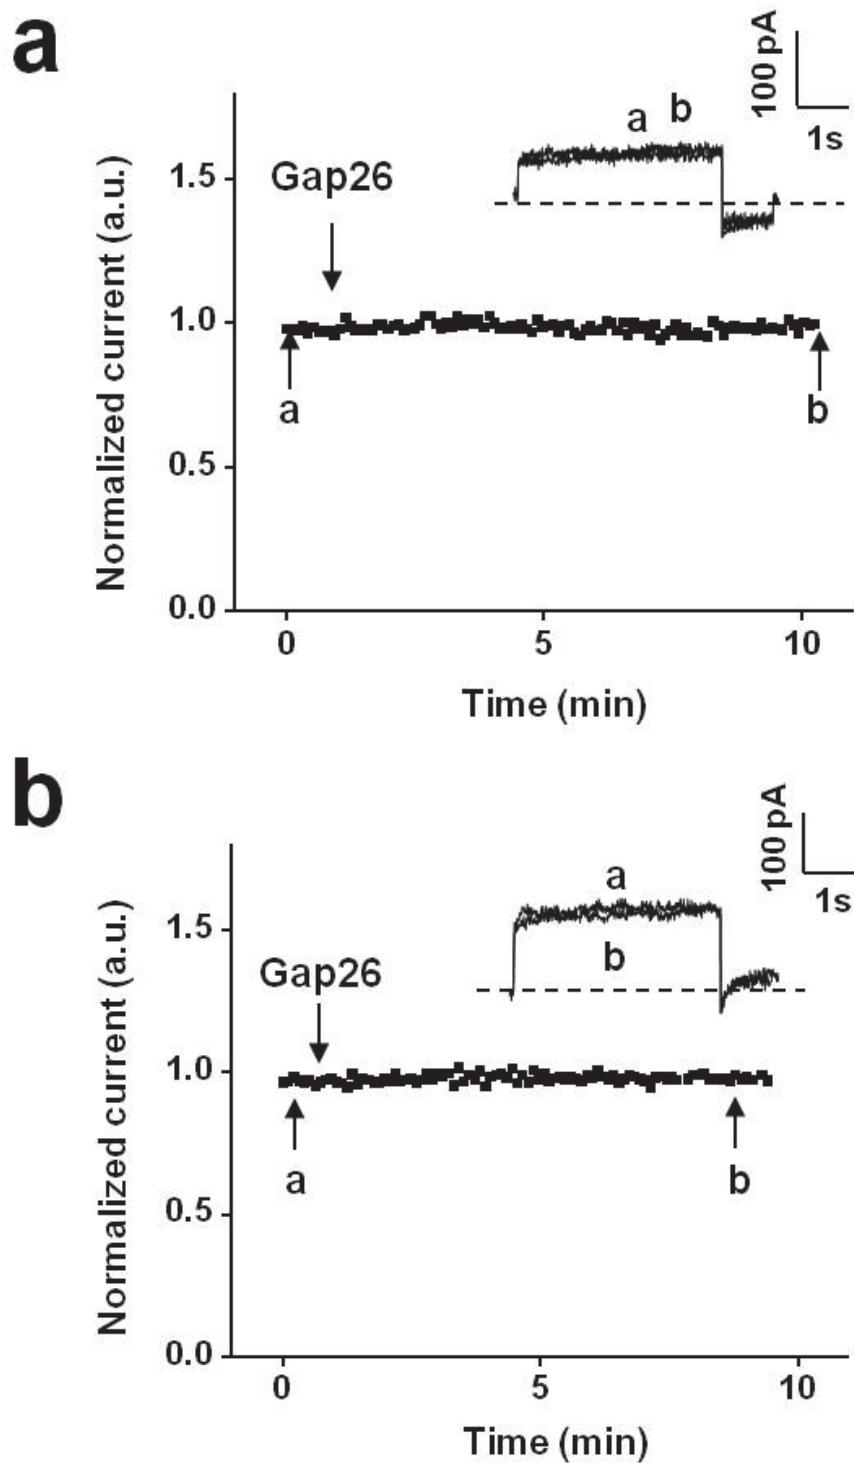 a
100 pA
1s
a b
Gap26
1.5
1.0
0.5
0.0
Normalized current (a.u.)
a
b
0
5
10
Time (min)
b
100 pA
1s
a
b
Gap26
1.5
1.0
0.5
0.0
Normalized current (a.u.)
a
b
0
5
10
Time (min)